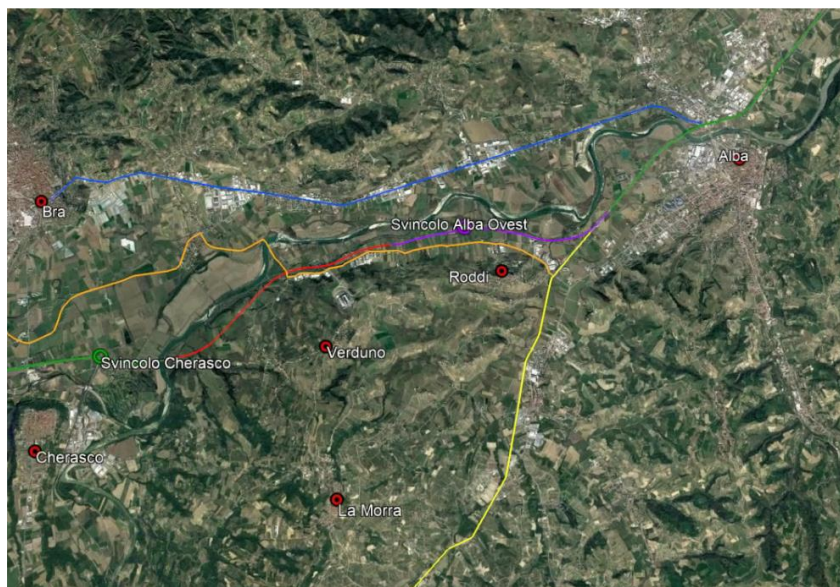 Alba
Bra
Svincolo Alba Ovest
Roddi
Verduno
Svincolo Cherasco
Cherasco
La Morra